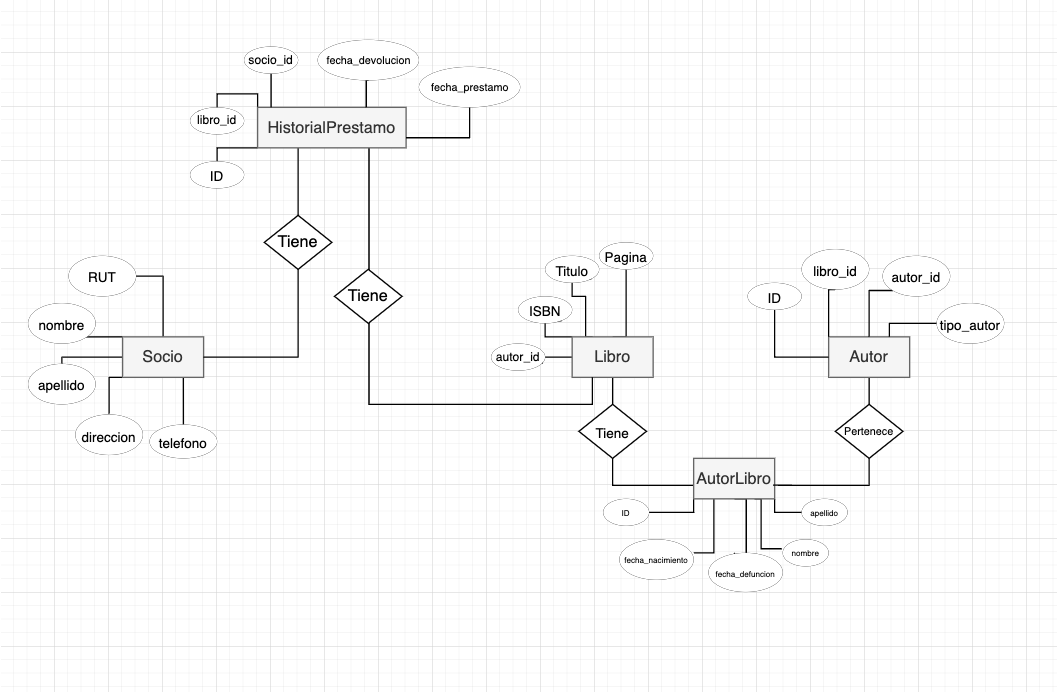 socio_id
fecha_devolucion
fecha_prestamo
libro_id
HistorialPrestamo
ID
Tiene
Tiene
RUT
nombre
Socio
apellido
direccion
telefono
Pagina
Titulo
ISBN
autor_id
Libro
Tiene
libro_id
autor_id
ID
tipo_autor
Autor
Pertenece
AutorLibro
ID
apellido
fecha_nacimiento
nombre
fecha_defuncion